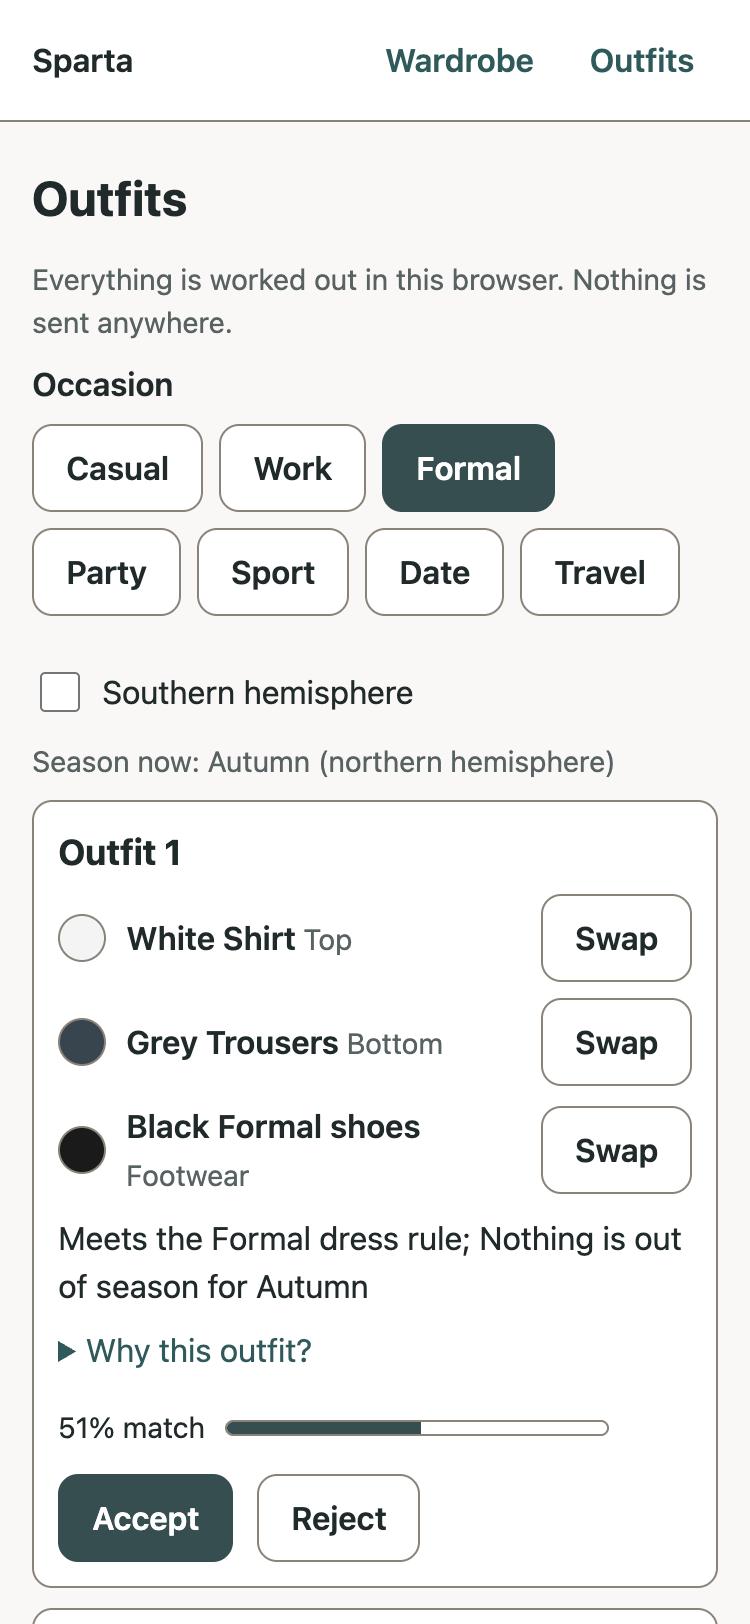 Sparta Wardrobe Outfits
Outfits
Everything is worked out in this browser. Nothing is
sent anywhere.
Occasion
Casual Work Formal
Party Sport Date Travel
Southern hemisphere
Season now: Autumn (northern hemisphere)
Outfit 1
White Shirt Top Swap
Grey Trousers Bottom Swap
Black Formal shoes
Footwear Swap
Meets the Formal dress rule; Nothing is out
of season for Autumn
Why this outfit?
51% match
Accept Reject